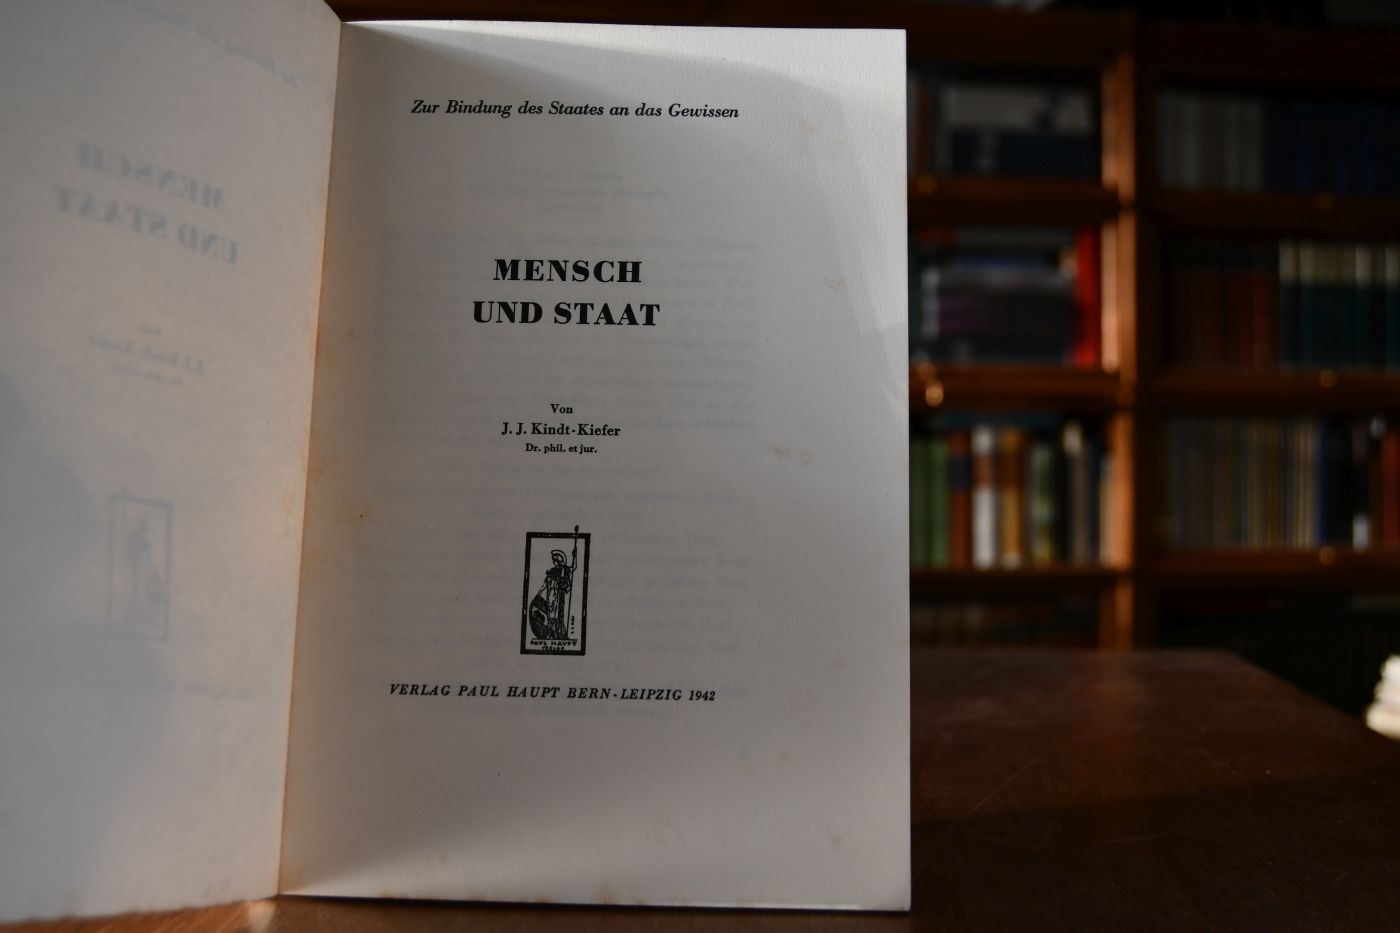 Zur Bindung des Staates an das Gewissen
MENSCH
UND STAAT
Von
J. J. Kindt-Kiefer
Dr. phil. et jur.
PAUL HAUPT
VERLAG
VERLAG PAUL HAUPT BERN-LEIPZIG 1942